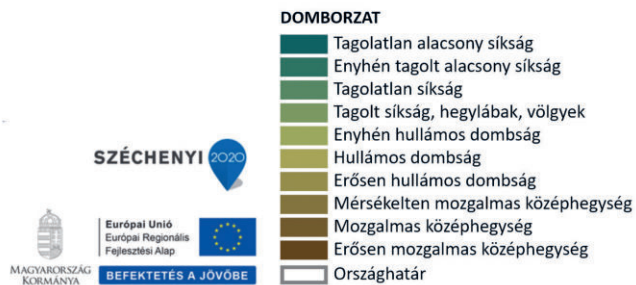 DOMBORZAT
Tagolatlan alacsony síkság
Enyhén tagolt alacsony síkság
Tagolatlan síkság
Tagolt síkság, hegylábak, völgyek
Enyhén hullámos dombság
Hullámos dombság
Erősen hullámos dombság
Mérsékelten mozgalmas középhegység
Mozgalmas középhegység
Erősen mozgalmas középhegység
Országhatár
SZÉCHENYI 2020
MAGYARORSZÁG
KORMÁNYA
Európai Unió
Európai Regionális
Fejlesztési Alap
BEFEKTETÉS A JÖVŐBE